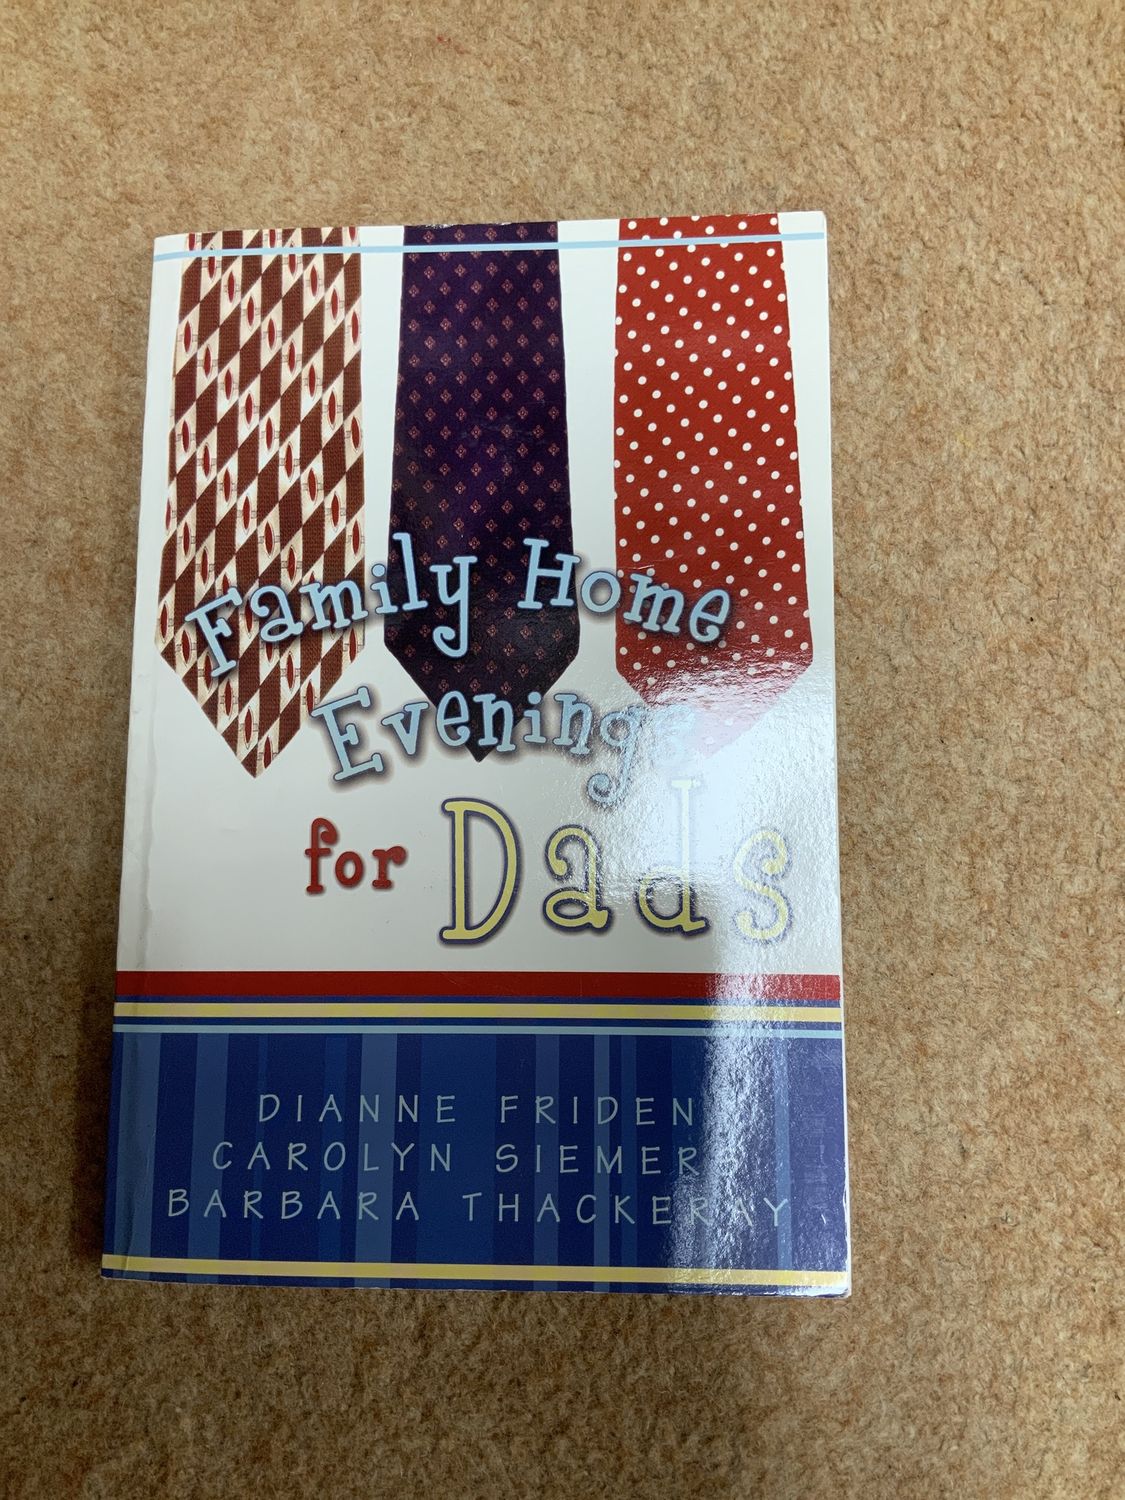 Family Home
Evenings
for Dads
DIANNE FRIDEN
CAROLYN SIEMERS
BARBARA THACKERAY